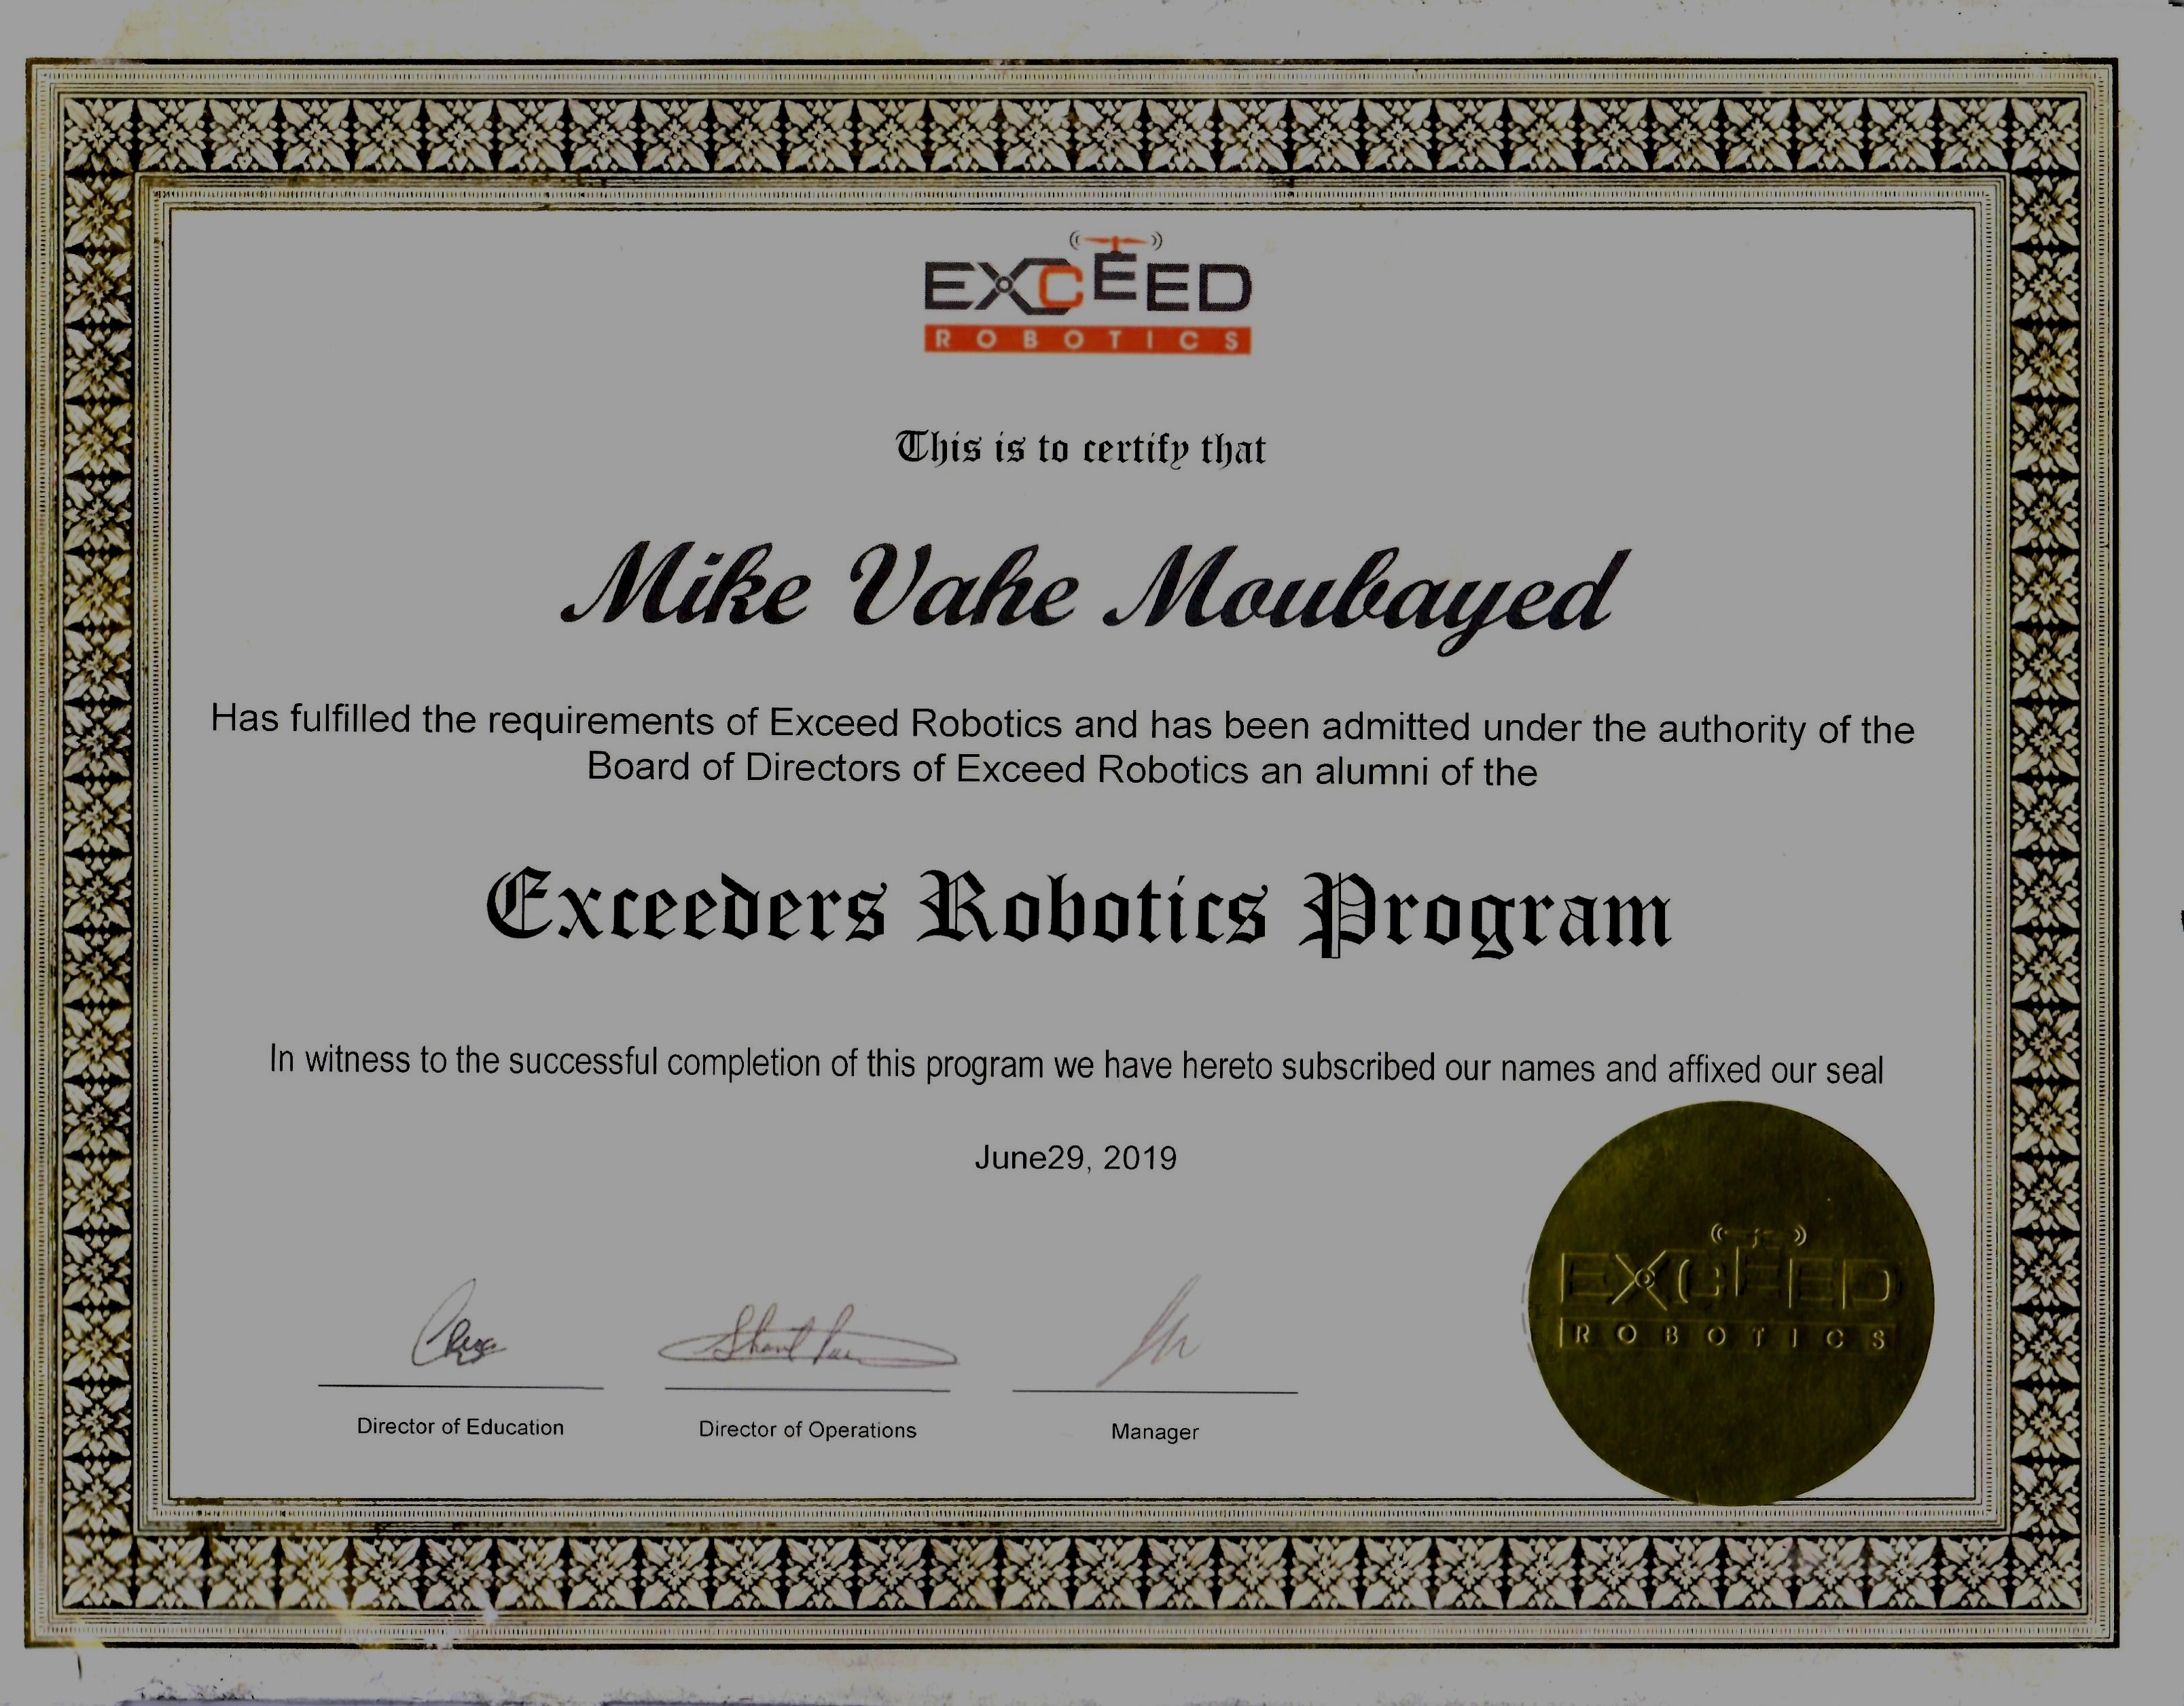 EXCEED
ROBOTICS
This is to certify that
Mike Vahe Moubayed
Has fulfilled the requirements of Exceed Robotics and has been admitted under the authority of the
Board of Directors of Exceed Robotics an alumni of the
Exceeders Robotics Program
In witness to the successful completion of this program we have hereto subscribed our names and affixed our seal
June29, 2019
EXCEED
ROBOTICS
Director of Education
Director of Operations
Manager